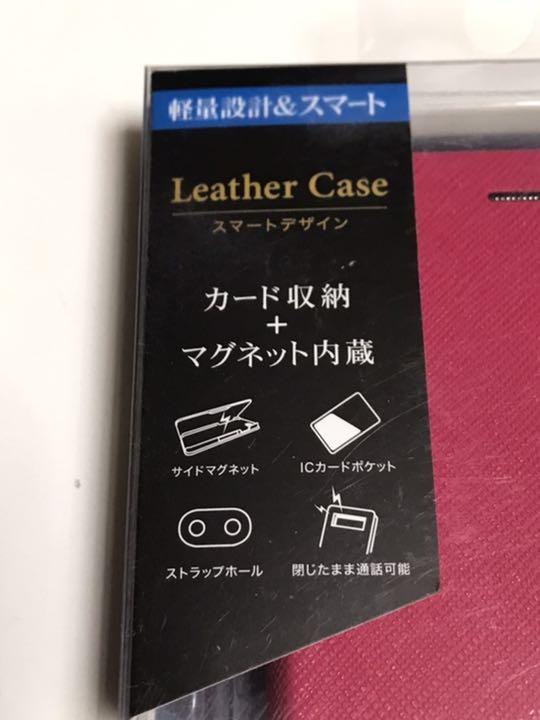 軽量設計&スマート
Leather Case
スマートデザイン
カード収納
+
マグネット内蔵
サイドマグネット
ICカードポケット
ストラップホール
閉じたまま通話可能